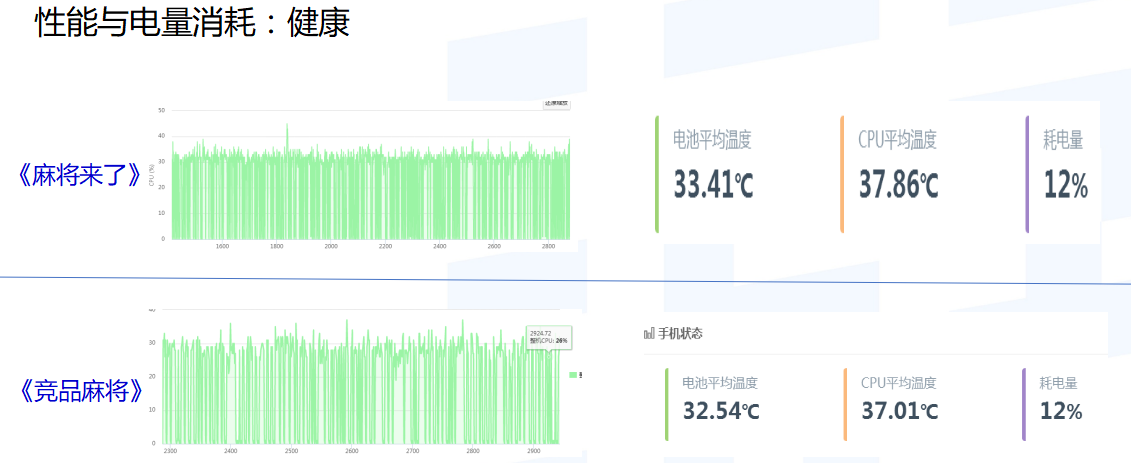 性能与电量消耗：健康
《麻将来了》
CPU (%)
50
40
30
20
10
0
1600
1800
2000
2200
2400
2600
2800
还原缩放
电池平均温度
33.41℃
CPU平均温度
37.86℃
耗电量
12%
《竞品麻将》
40
30
20
10
0
2300
2400
2500
2600
2700
2800
2900
2924.72
整机CPU: 26%
手机状态
电池平均温度
32.54℃
CPU平均温度
37.01℃
耗电量
12%